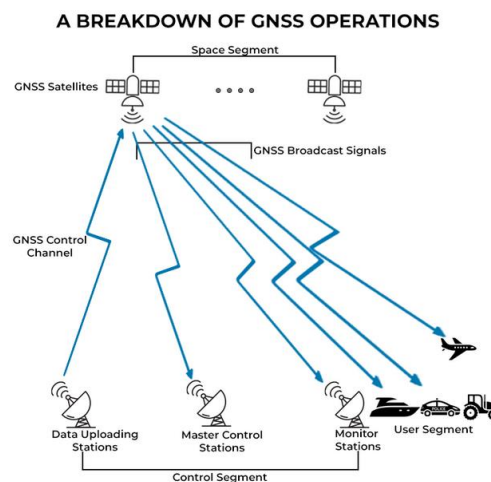 A BREAKDOWN OF GNSS OPERATIONS
Space Segment
GNSS Satellites
GNSS Broadcast Signals
GNSS Control
Channel
Data Uploading
Stations
Master Control
Stations
Monitor
Stations
User Segment
POLICE
Control Segment